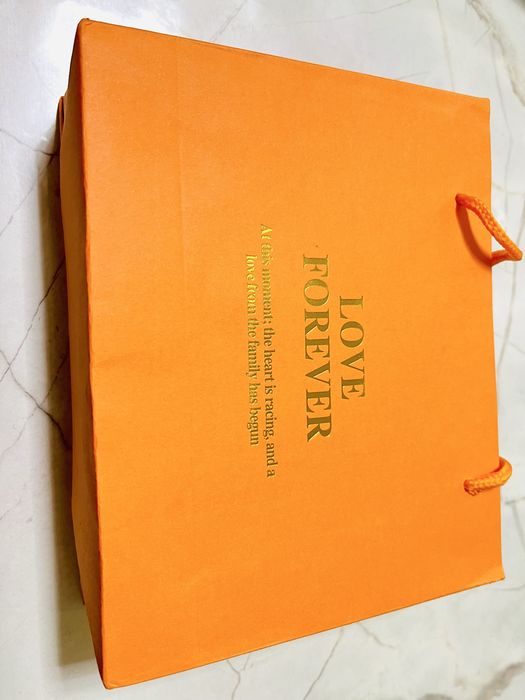 LOVE
FOREVER
At this moment; the heart is racing, and a
love from the family has begun